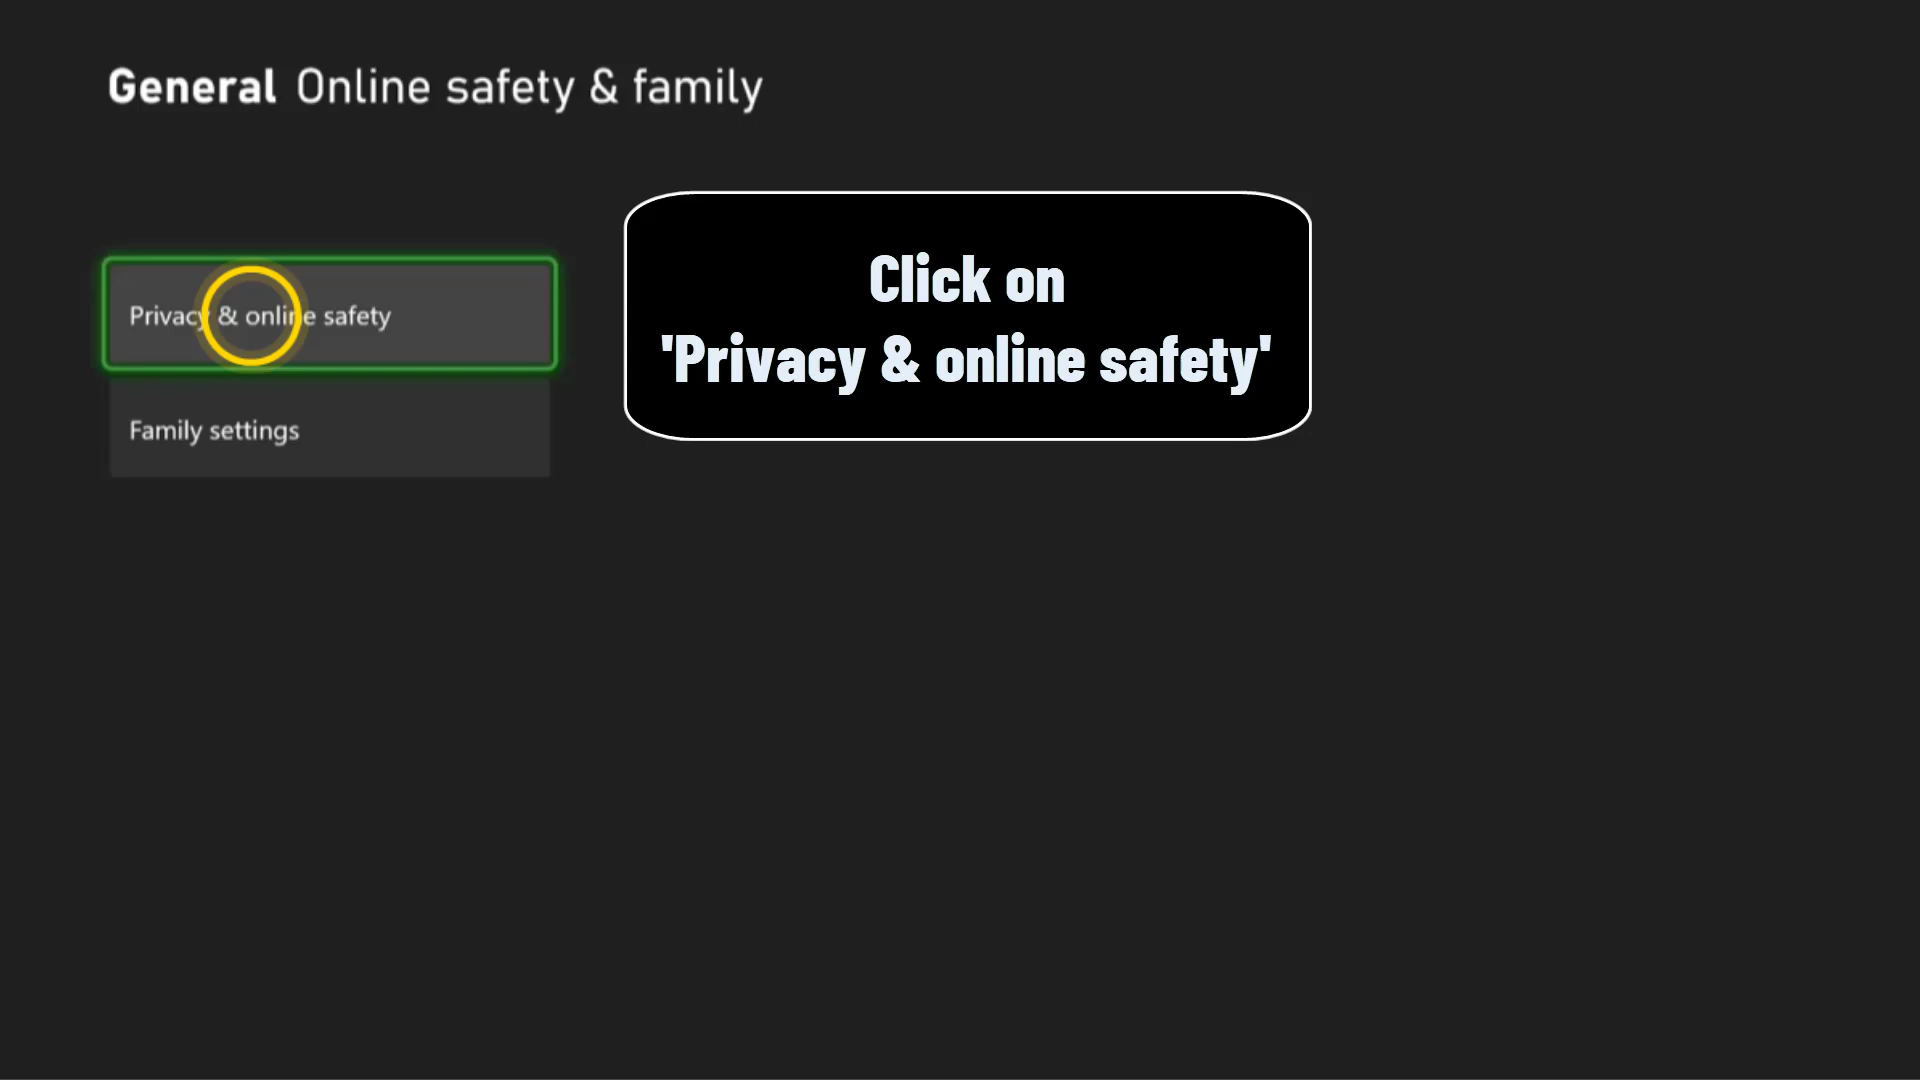 General Online safety & family
Privacy & online safety
Family settings
Click on
'Privacy & online safety'